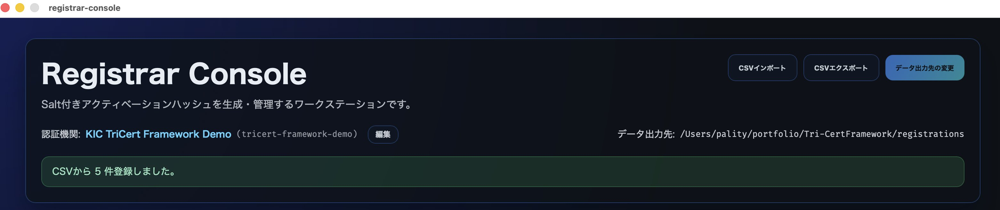 registrar-console
Registrar Console
CSVインポート
CSVエクスポート
データ出力先の変更
Salt付きアクティベーションハッシュを生成・管理するワークステーションです。
認証機関: KIC TriCert Framework Demo (tricert-framework-demo) 編集
データ出力先: /Users/pality/portfolio/Tri-CertFramework/registrations
CSVから 5 件登録しました。